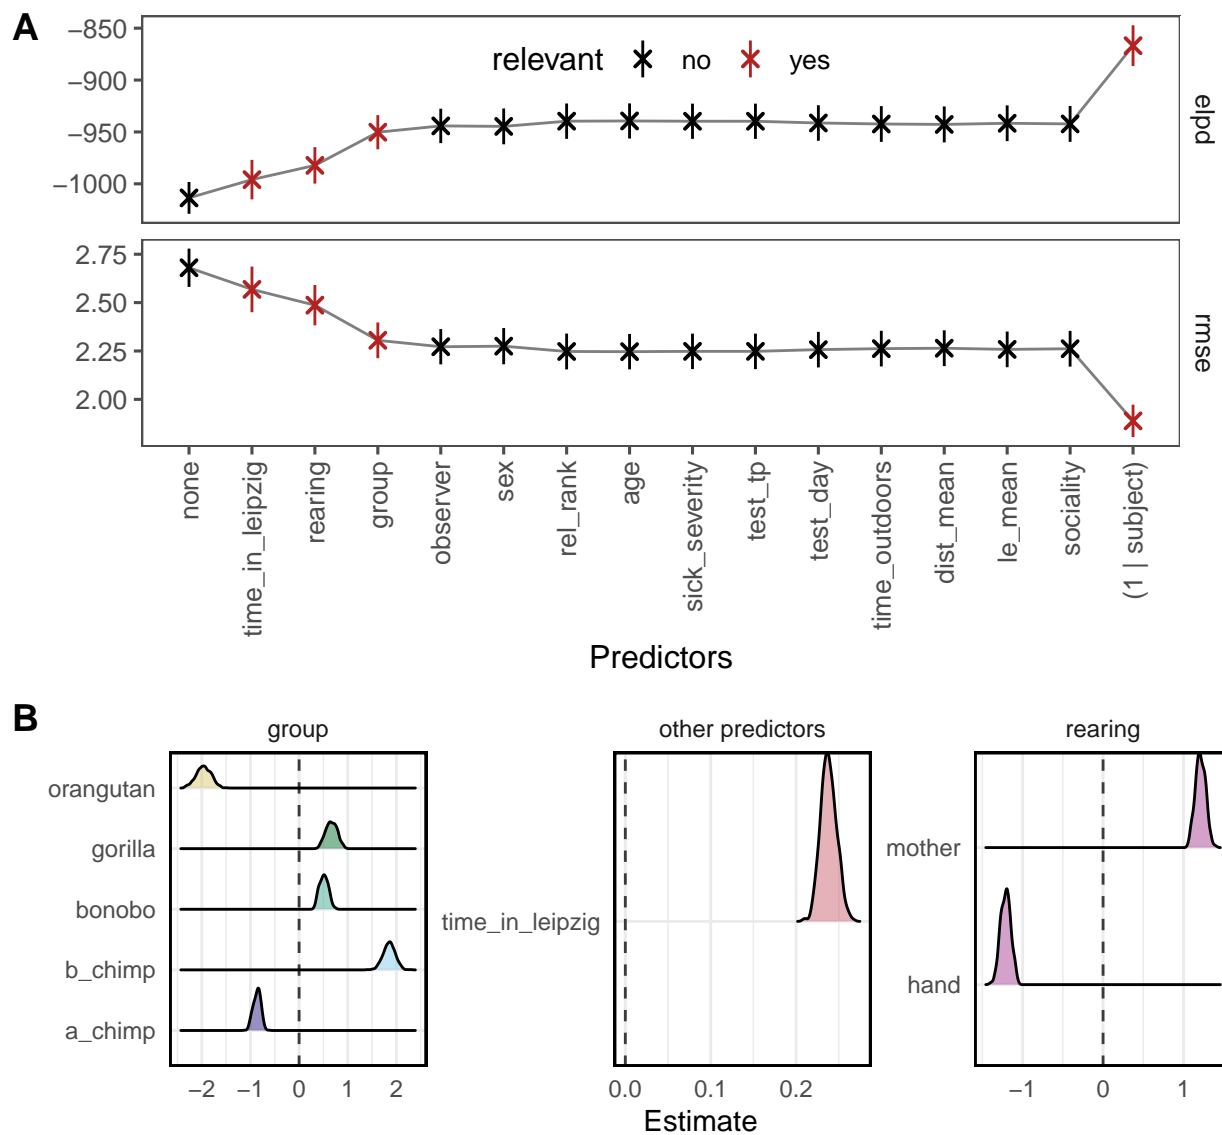 A
relevant no yes
−850
−900
−950
−1000
elpd
2.75
2.50
2.25
2.00
rmse
none
time_in_leipzig
rearing
group
observer
sex
rel_rank
age
sick_severity
test_tp
test_day
time_outdoors
dist_mean
le_mean
sociality
(1 | subject)
Predictors
B
group
orangutan
gorilla
bonobo
b_chimp
a_chimp
−2 −1 0 1 2
other predictors
time_in_leipzig
0.0 0.1 0.2
rearing
mother
hand
−1 0 1
Estimate